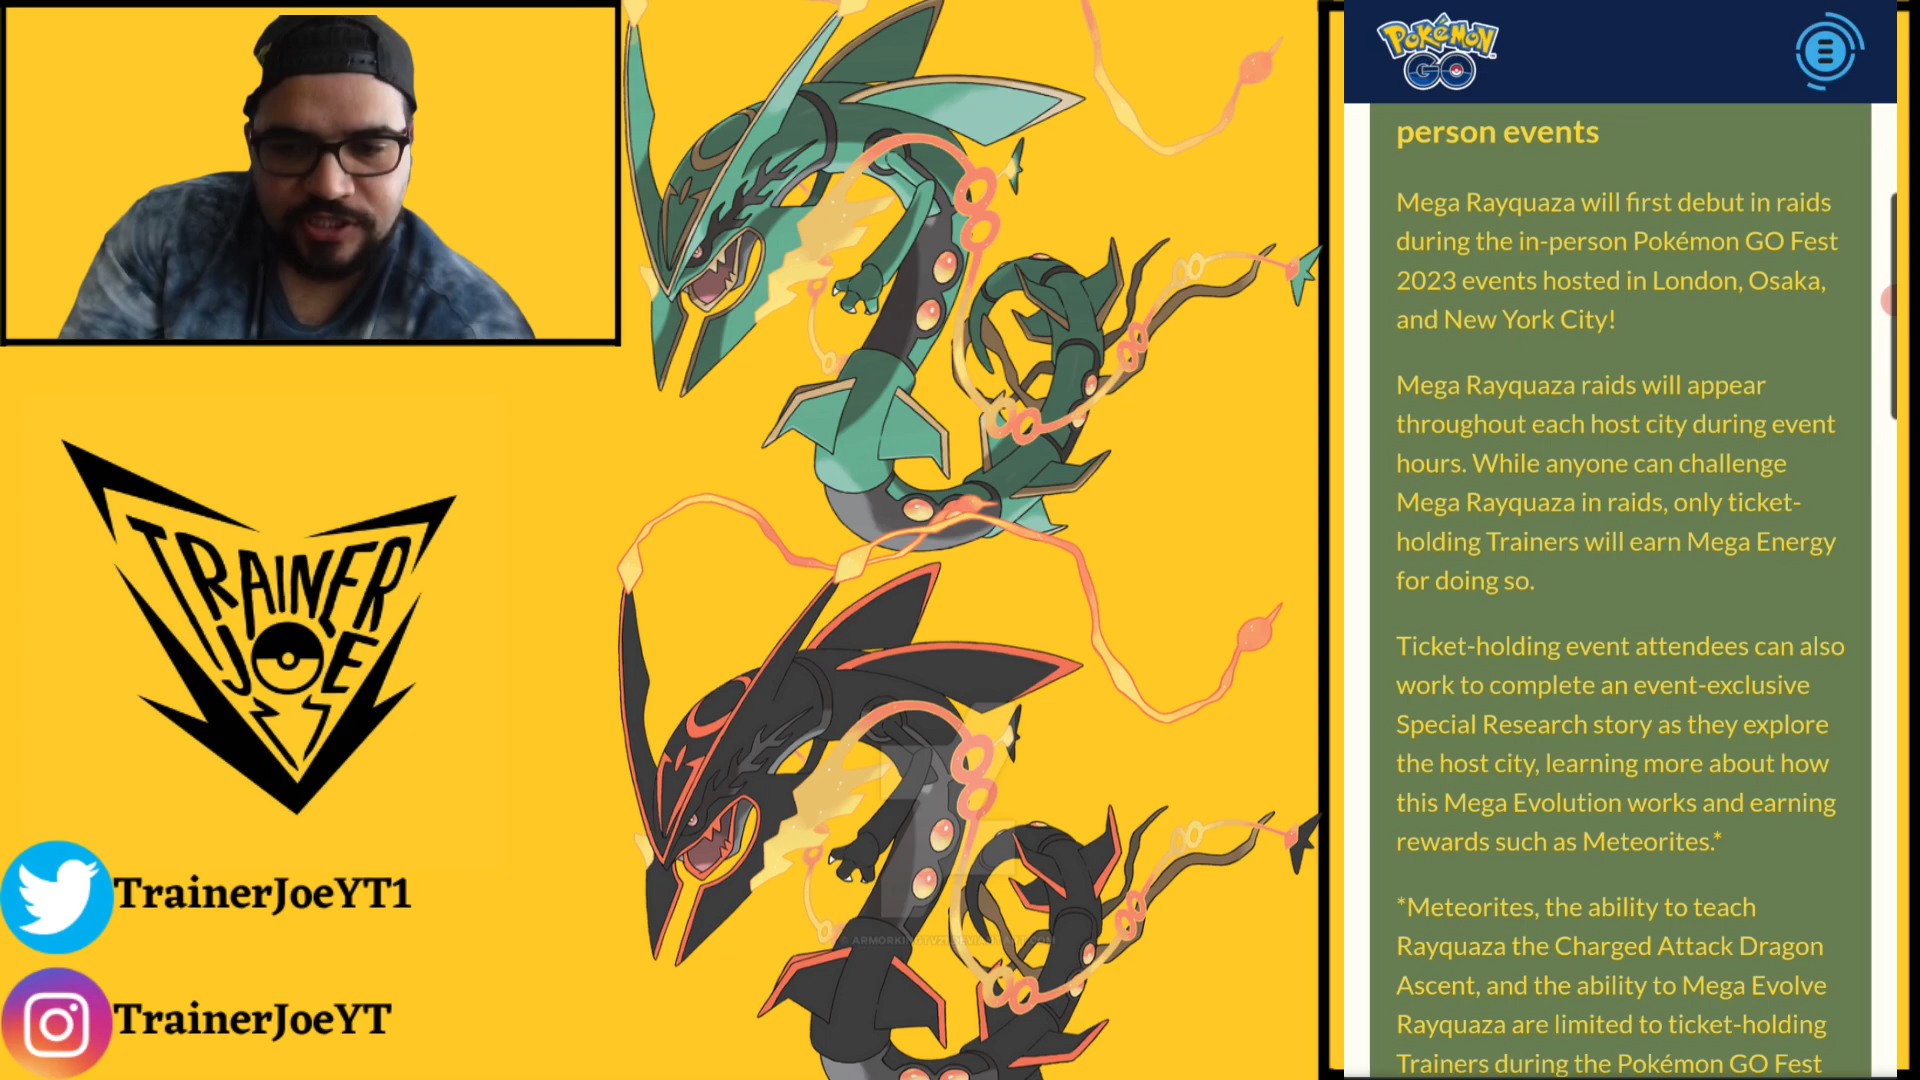 TRAINER
JOE
TrainerJoeYT1
TrainerJoeYT
POKÉMON
GO
person events
Mega Rayquaza will first debut in raids
during the in-person Pokémon GO Fest
2023 events hosted in London, Osaka,
and New York City!
Mega Rayquaza raids will appear
throughout each host city during event
hours. While anyone can challenge
Mega Rayquaza in raids, only ticket-
holding Trainers will earn Mega Energy
for doing so.
Ticket-holding event attendees can also
work to complete an event-exclusive
Special Research story as they explore
the host city, learning more about how
this Mega Evolution works and earning
rewards such as Meteorites.*
*Meteorites, the ability to teach
Rayquaza the Charged Attack Dragon
Ascent, and the ability to Mega Evolve
Rayquaza are limited to ticket-holding
Trainers during the Pokémon GO Fest